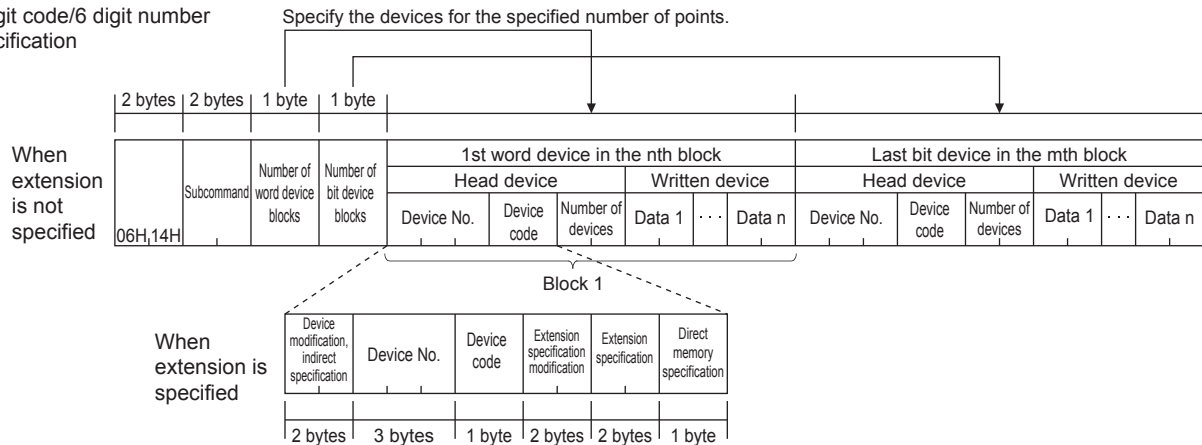 git code/6 digit number
cification
Specify the devices for the specified number of points.
2 bytes 2 bytes 1 byte 1 byte
When
extension
is not
specified
06H 14H
Subcommand
Number of
word device
blocks
Number of
bit device
blocks
1st word device in the nth block
Head device
Written device
Device No.
Device
code
Number of
devices
Data 1 ··· Data n
Last bit device in the mth block
Head device
Written device
Device No.
Device
code
Number of
devices
Data 1 ··· Data n
Block 1
When
extension is
specified
Device
modification,
indirect
specification
Device No.
Device
code
Extension
specification
modification
Extension
specification
Direct
memory
specification
2 bytes 3 bytes 1 byte 2 bytes 2 bytes 1 byte